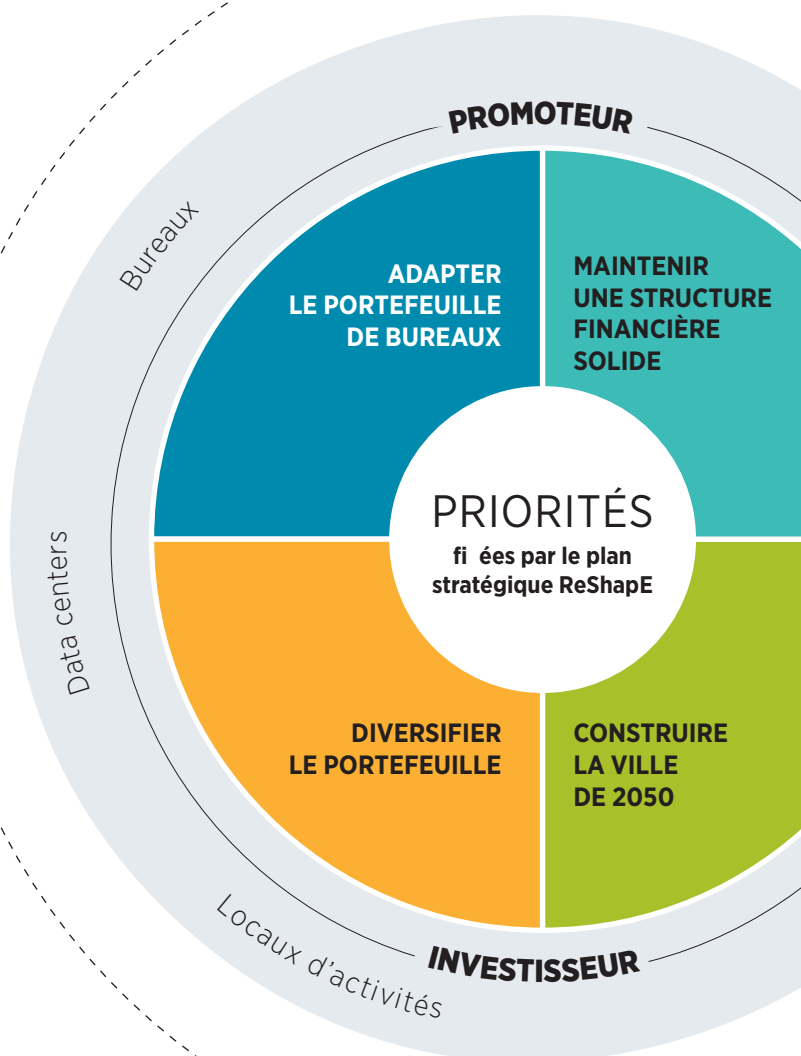 PROMOTEUR
Bureaux
ADAPTER
LE PORTEFEUILLE
DE BUREAUX
MAINTENIR
UNE STRUCTURE
FINANCIÈRE
SOLIDE
PRIORITÉS
fi ées par le plan
stratégique ReShapE
Data centers
DIVERSIFIER
LE PORTEFEUILLE
CONSTRUIRE
LA VILLE
DE 2050
Locaux d'activités
INVESTISSEUR